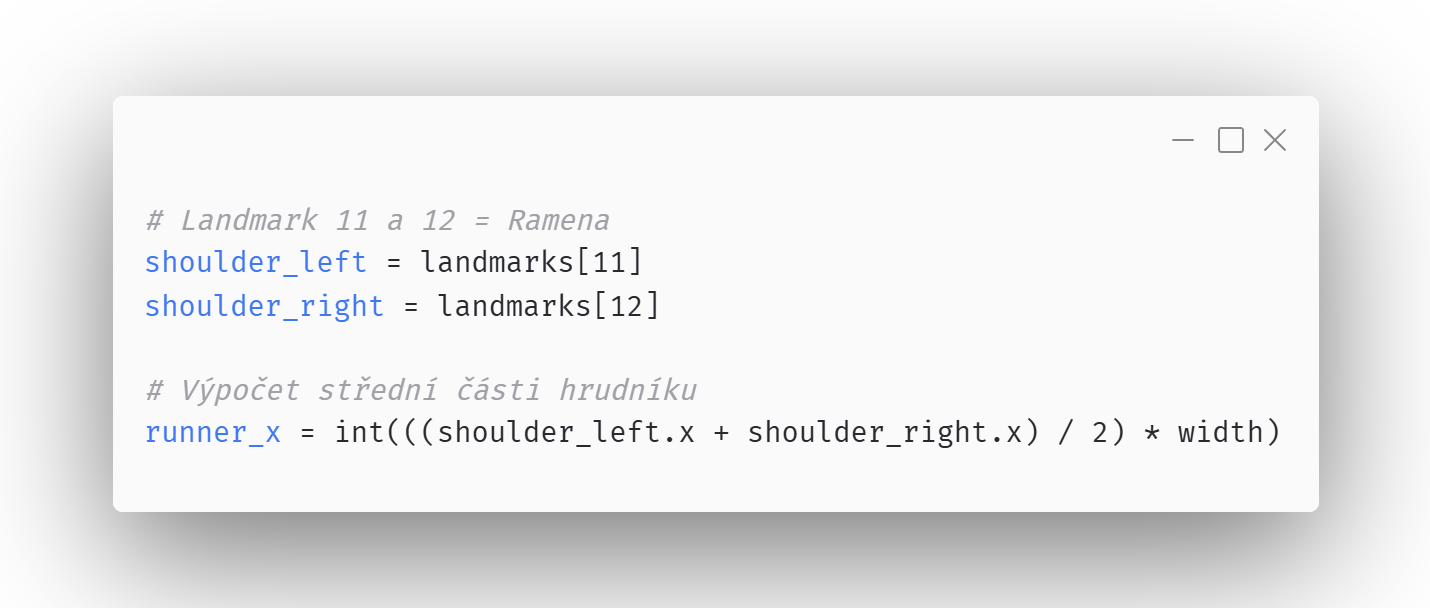 # Landmark 11 a 12 = Ramena
shoulder_left = landmarks[11]
shoulder_right = landmarks[12]
# Výpočet střední části hrudníku
runner_x = int(((shoulder_left.x + shoulder_right.x) / 2) * width)